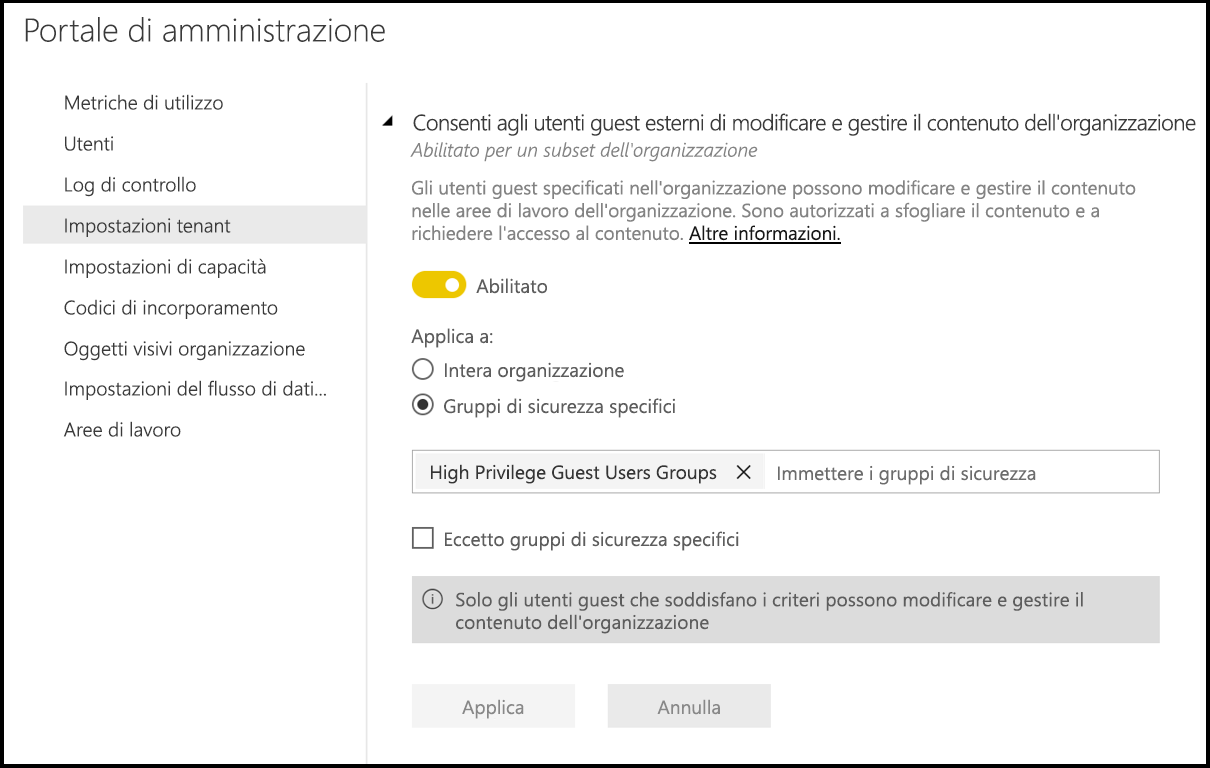 Portale di amministrazione
Metriche di utilizzo
Utenti
Log di controllo
Impostazioni tenant
Impostazioni di capacità
Codici di incorporamento
Oggetti visivi organizzazione
Impostazioni del flusso di dati...
Aree di lavoro
Consenti agli utenti guest esterni di modificare e gestire il contenuto dell'organizzazione
Abilitato per un subset dell'organizzazione
Gli utenti guest specificati nell'organizzazione possono modificare e gestire il contenuto
nelle aree di lavoro dell'organizzazione. Sono autorizzati a sfogliare il contenuto e a
richiedere l'accesso al contenuto. Altre informazioni.
Abilitato
Applica a:
Intera organizzazione
Gruppi di sicurezza specifici
High Privilege Guest Users Groups Immettere i gruppi di sicurezza
Eccetto gruppi di sicurezza specifici
Solo gli utenti guest che soddisfano i criteri possono modificare e gestire il
contenuto dell'organizzazione
Applica Annulla